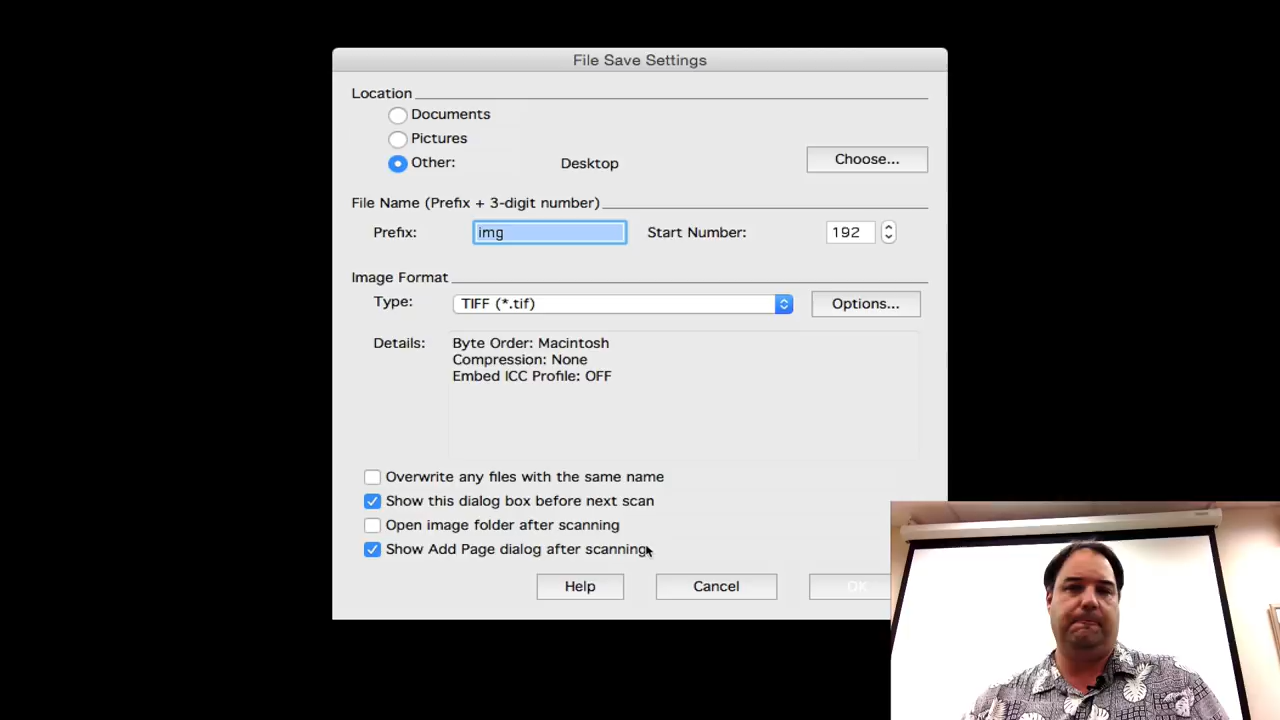 File Save Settings
Location
Documents
Pictures
Other: Desktop Choose...
File Name (Prefix + 3-digit number)
Prefix: img Start Number: 192
Image Format
Type: TIFF (*.tif) Options...
Details: Byte Order: Macintosh
Compression: None
Embed ICC Profile: OFF
Overwrite any files with the same name
Show this dialog box before next scan
Open image folder after scanning
Show Add Page dialog after scanning
Help Cancel OK